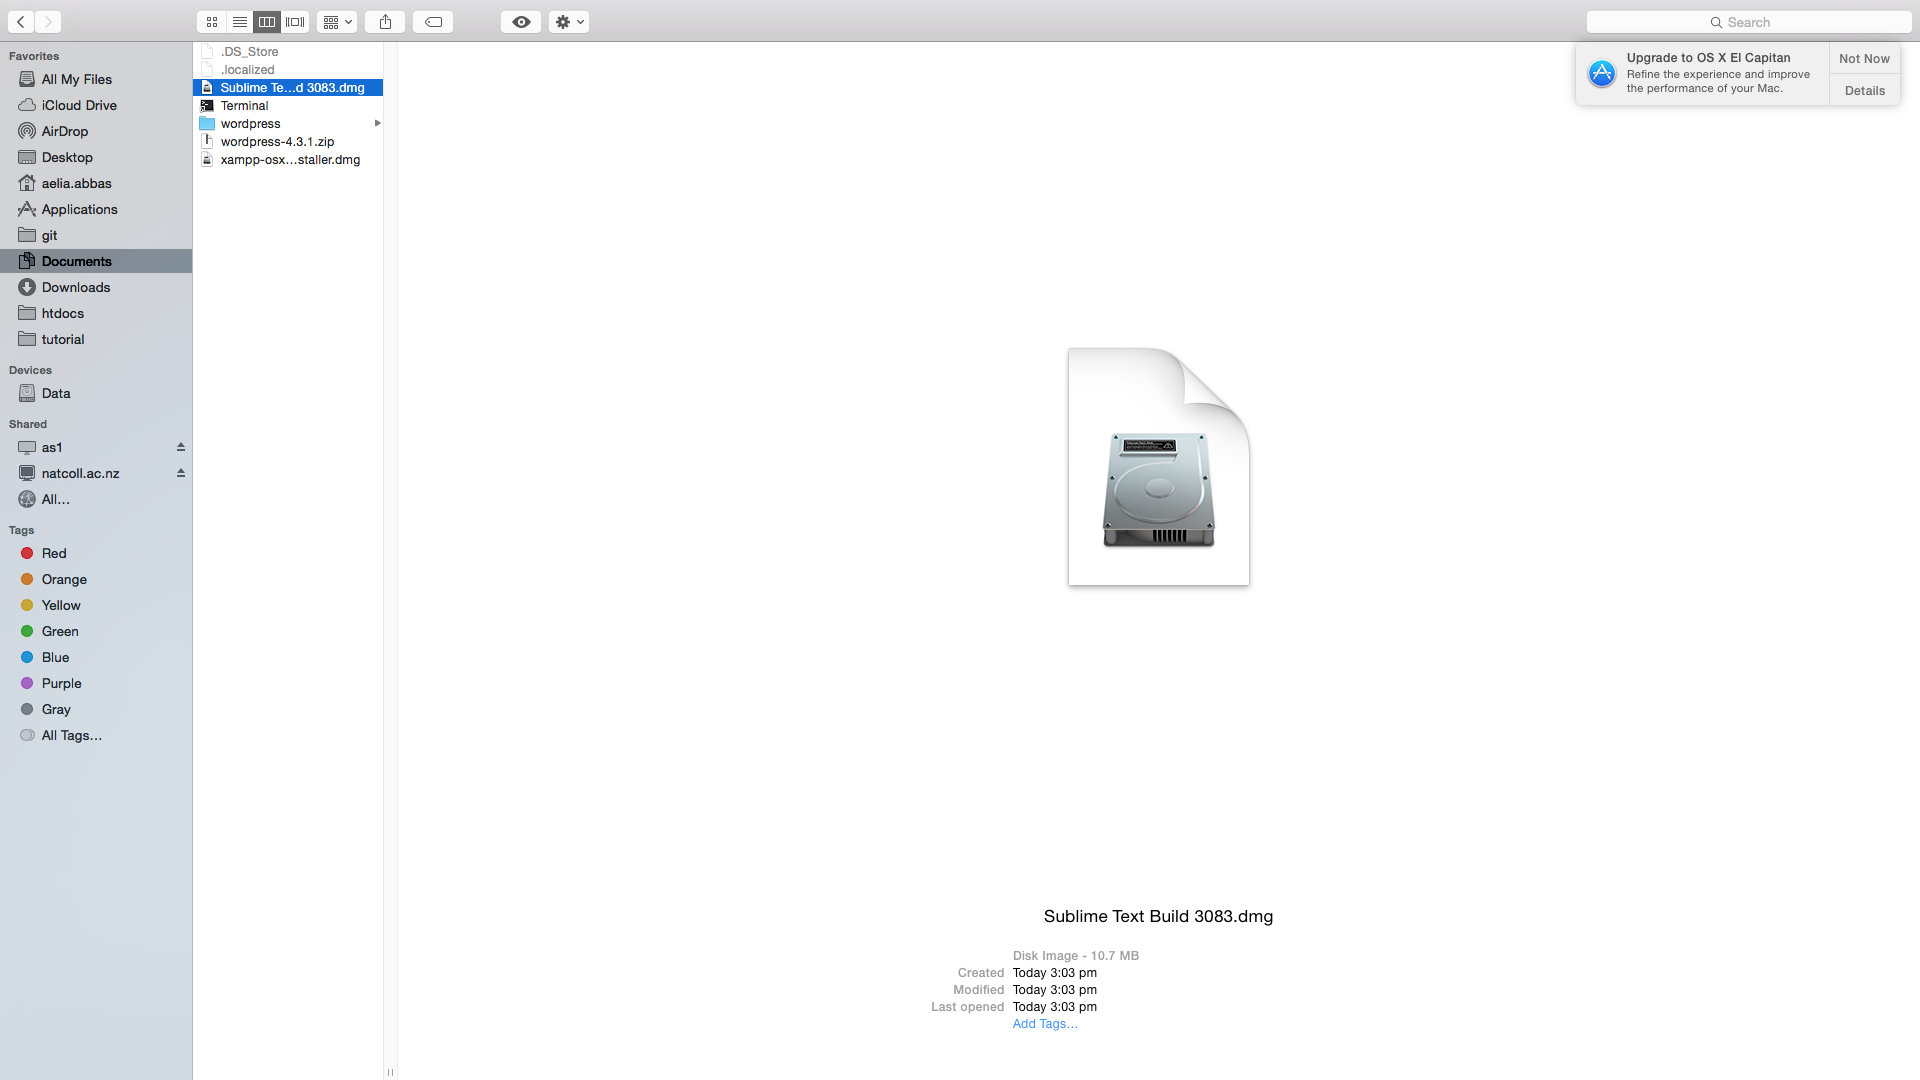 Search
Favorites
All My Files
iCloud Drive
AirDrop
Desktop
aelia.abbas
Applications
git
Documents
Downloads
htdocs
tutorial
Devices
Data
Shared
as1
natcoll.ac.nz
All...
Tags
Red
Orange
Yellow
Green
Blue
Purple
Gray
All Tags...
.DS_Store
.localized
Sublime Te...d 3083.dmg
Terminal
wordpress
wordpress-4.3.1.zip
xampp-osx...staller.dmg
Upgrade to OS X El Capitan
Refine the experience and improve
the performance of your Mac.
Not Now
Details
Sublime Text Build 3083.dmg
Disk Image - 10.7 MB
Created Today 3:03 pm
Modified Today 3:03 pm
Last opened Today 3:03 pm
Add Tags...